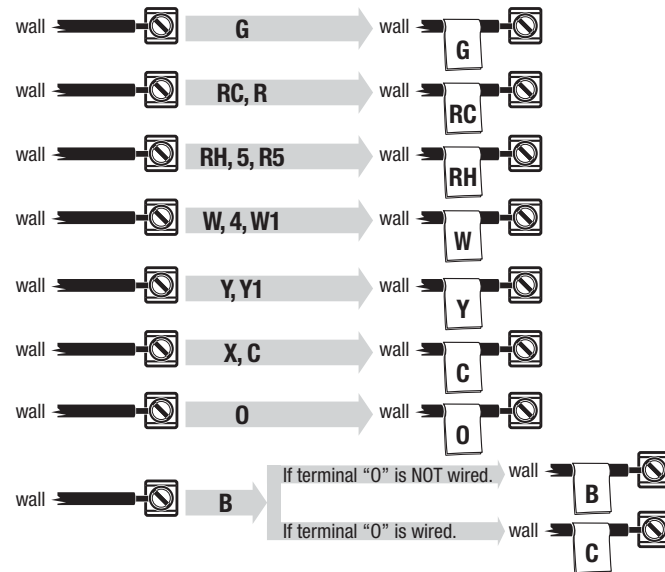 wall G wall G
wall RC, R wall RC
wall RH, 5, R5 wall RH
wall W, 4, W1 wall W
wall Y, Y1 wall Y
wall X, C wall C
wall O wall O
If terminal “O” is NOT wired. wall B
wall B
If terminal “O” is wired. wall C